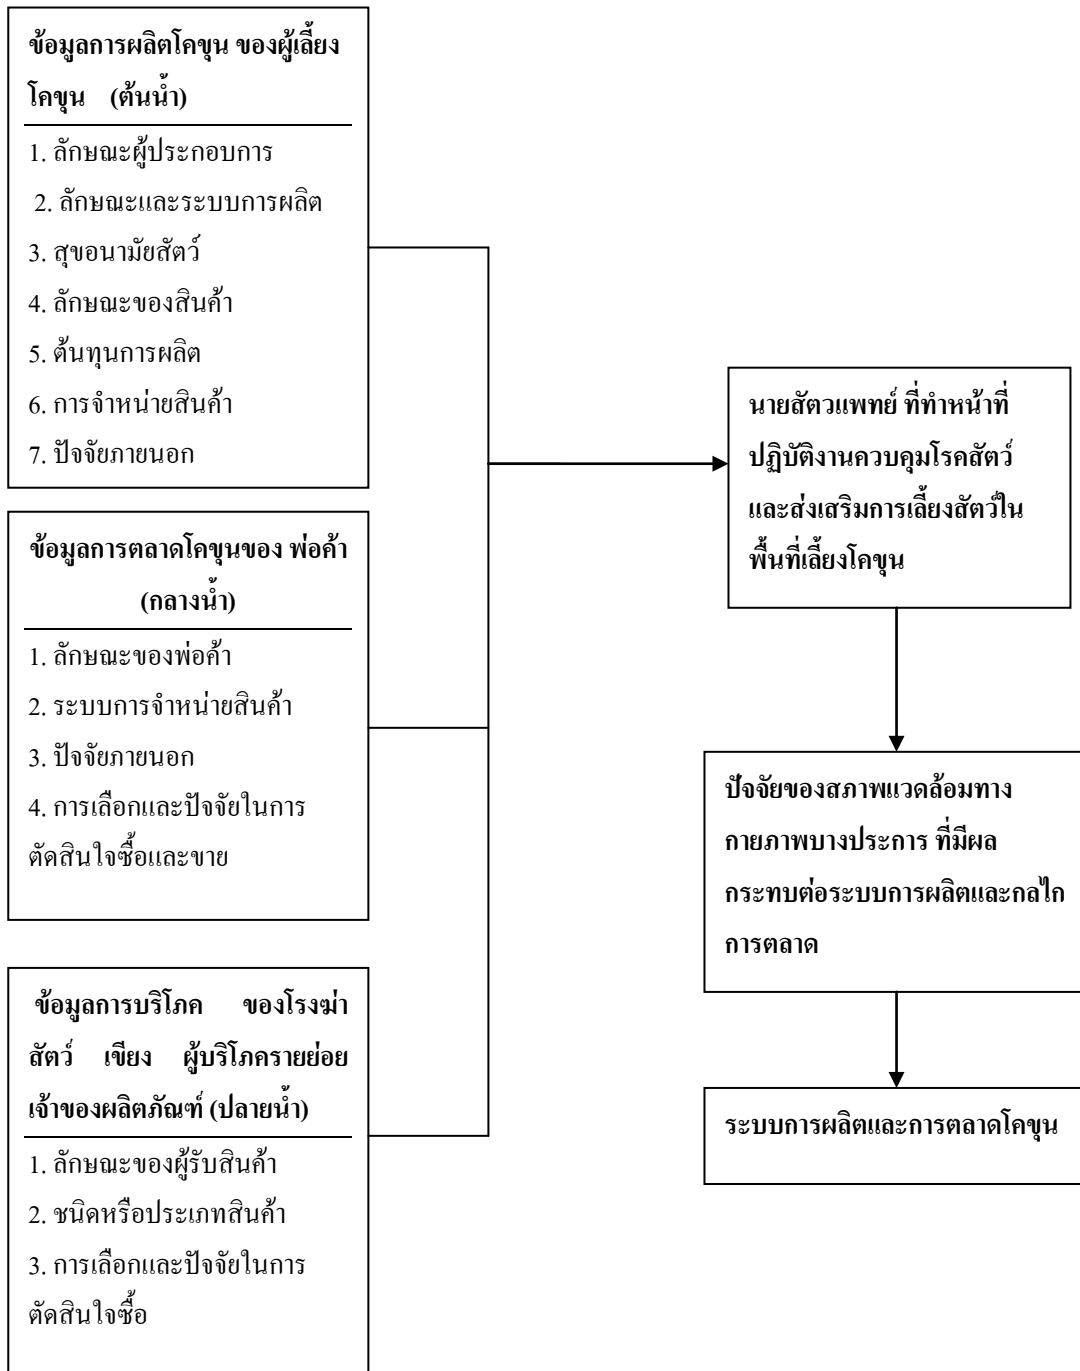 ข้อมูลการผลิตโคขุน ของผู้เลี้ยง
โคขุน (ต้นน้ำ)
1. ลักษณะผู้ประกอบการ
2. ลักษณะและระบบการผลิต
3. สุขอนามัยสัตว์
4. ลักษณะของสินค้า
5. ต้นทุนการผลิต
6. การจำหน่ายสินค้า
7. ปัจจัยภายนอก
ข้อมูลการตลาดโคขุนของ พ่อค้า
(กลางน้ำ)
1. ลักษณะของพ่อค้า
2. ระบบการจำหน่ายสินค้า
3. ปัจจัยภายนอก
4. การเลือกและปัจจัยในการ
ตัดสินใจซื้อและขาย
ข้อมูลการบริโภค ของโรงฆ่า
สัตว์ เขียง ผู้บริโภครายย่อย
เจ้าของผลิตภัณฑ์ (ปลายน้ำ)
1. ลักษณะของผู้รับสินค้า
2. ชนิดหรือประเภทสินค้า
3. การเลือกและปัจจัยในการ
ตัดสินใจซื้อ
นายสัตวแพทย์ ที่ทำหน้าที่
ปฏิบัติงานควบคุมโรคสัตว์
และส่งเสริมการเลี้ยงสัตว์ใน
พื้นที่เลี้ยงโคขุน
ปัจจัยของสภาพแวดล้อมทาง
กายภาพบางประการ ที่มีผล
กระทบต่อระบบการผลิตและกลไก
การตลาด
ระบบการผลิตและการตลาดโคขุน